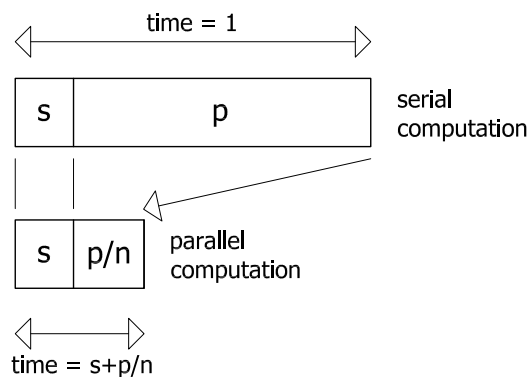 time = 1
s
p
serial
computation
s
p/n
parallel
computation
time = s+p/n